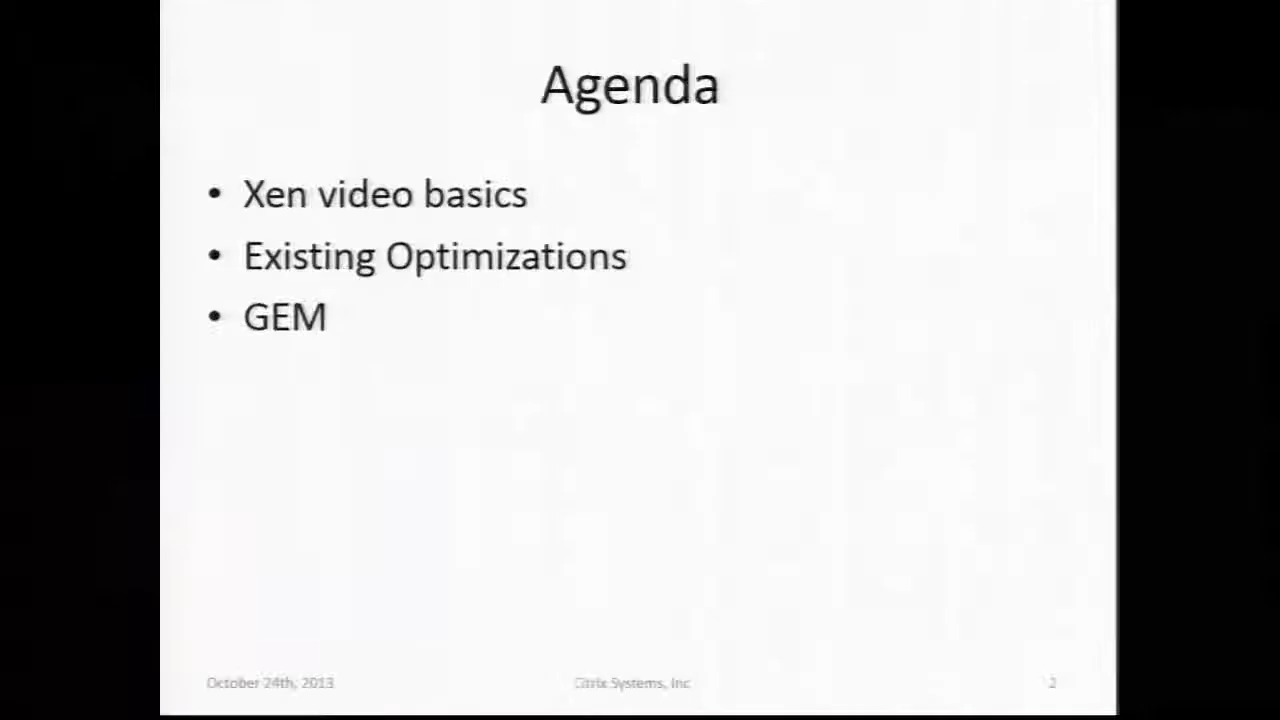 Agenda
• Xen video basics
• Existing Optimizations
• GEM
October 24th, 2013 Citrix Systems, Inc 2